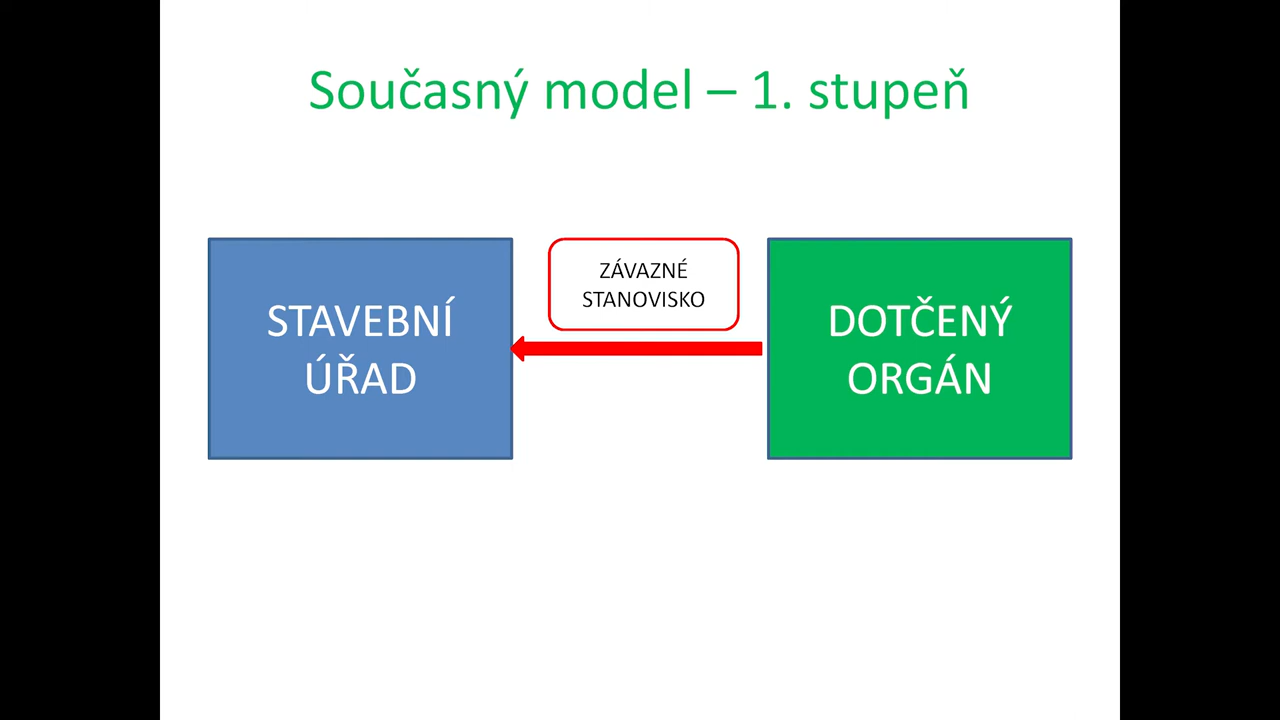 Současný model – 1. stupeň
STAVEBNÍ
ÚŘAD
ZÁVAZNÉ
STANOVISKO
DOTČENÝ
ORGÁN